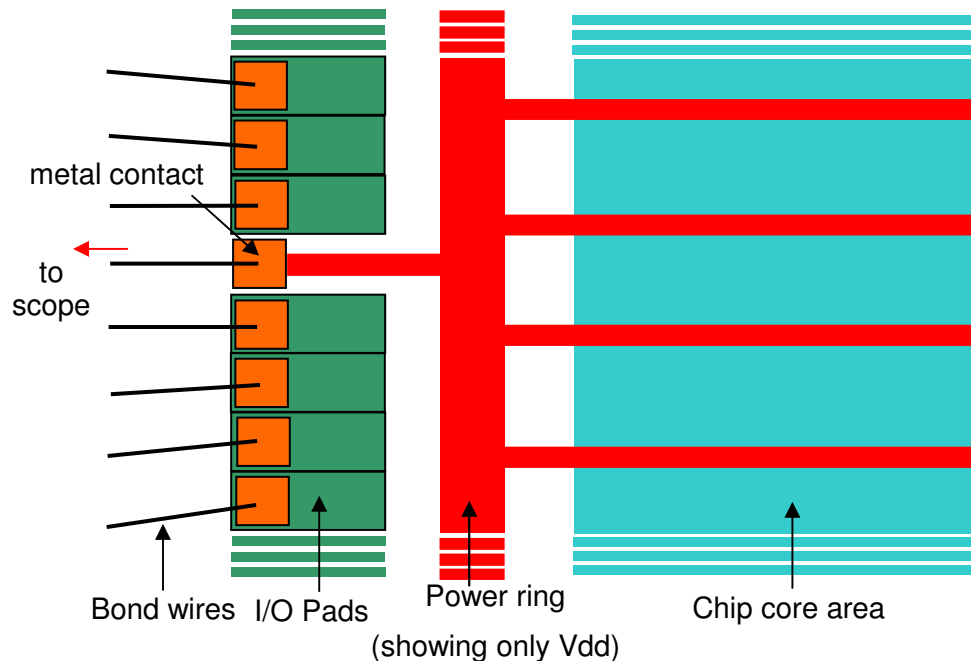 metal contact
to
scope
Bond wires
I/O Pads
Power ring
(showing only Vdd)
Chip core area